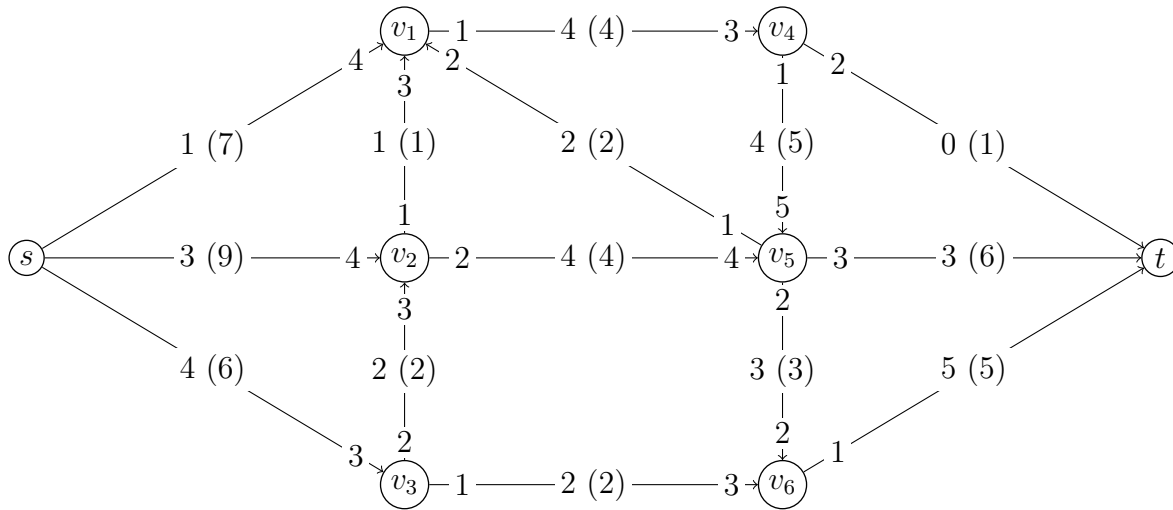 v1 1 4 (4) 3 v4
4 2 2
3 1
1 (7) 1 (1) 2 (2) 4 (5) 0 (1)
1 1 5
s 3 (9) 4 v2 2 4 (4) 4 v5 3 3 (6) t
3 2
4 (6) 2 (2) 3 (3) 5 (5)
3 2 2 1
v3 1 2 (2) 3 v6